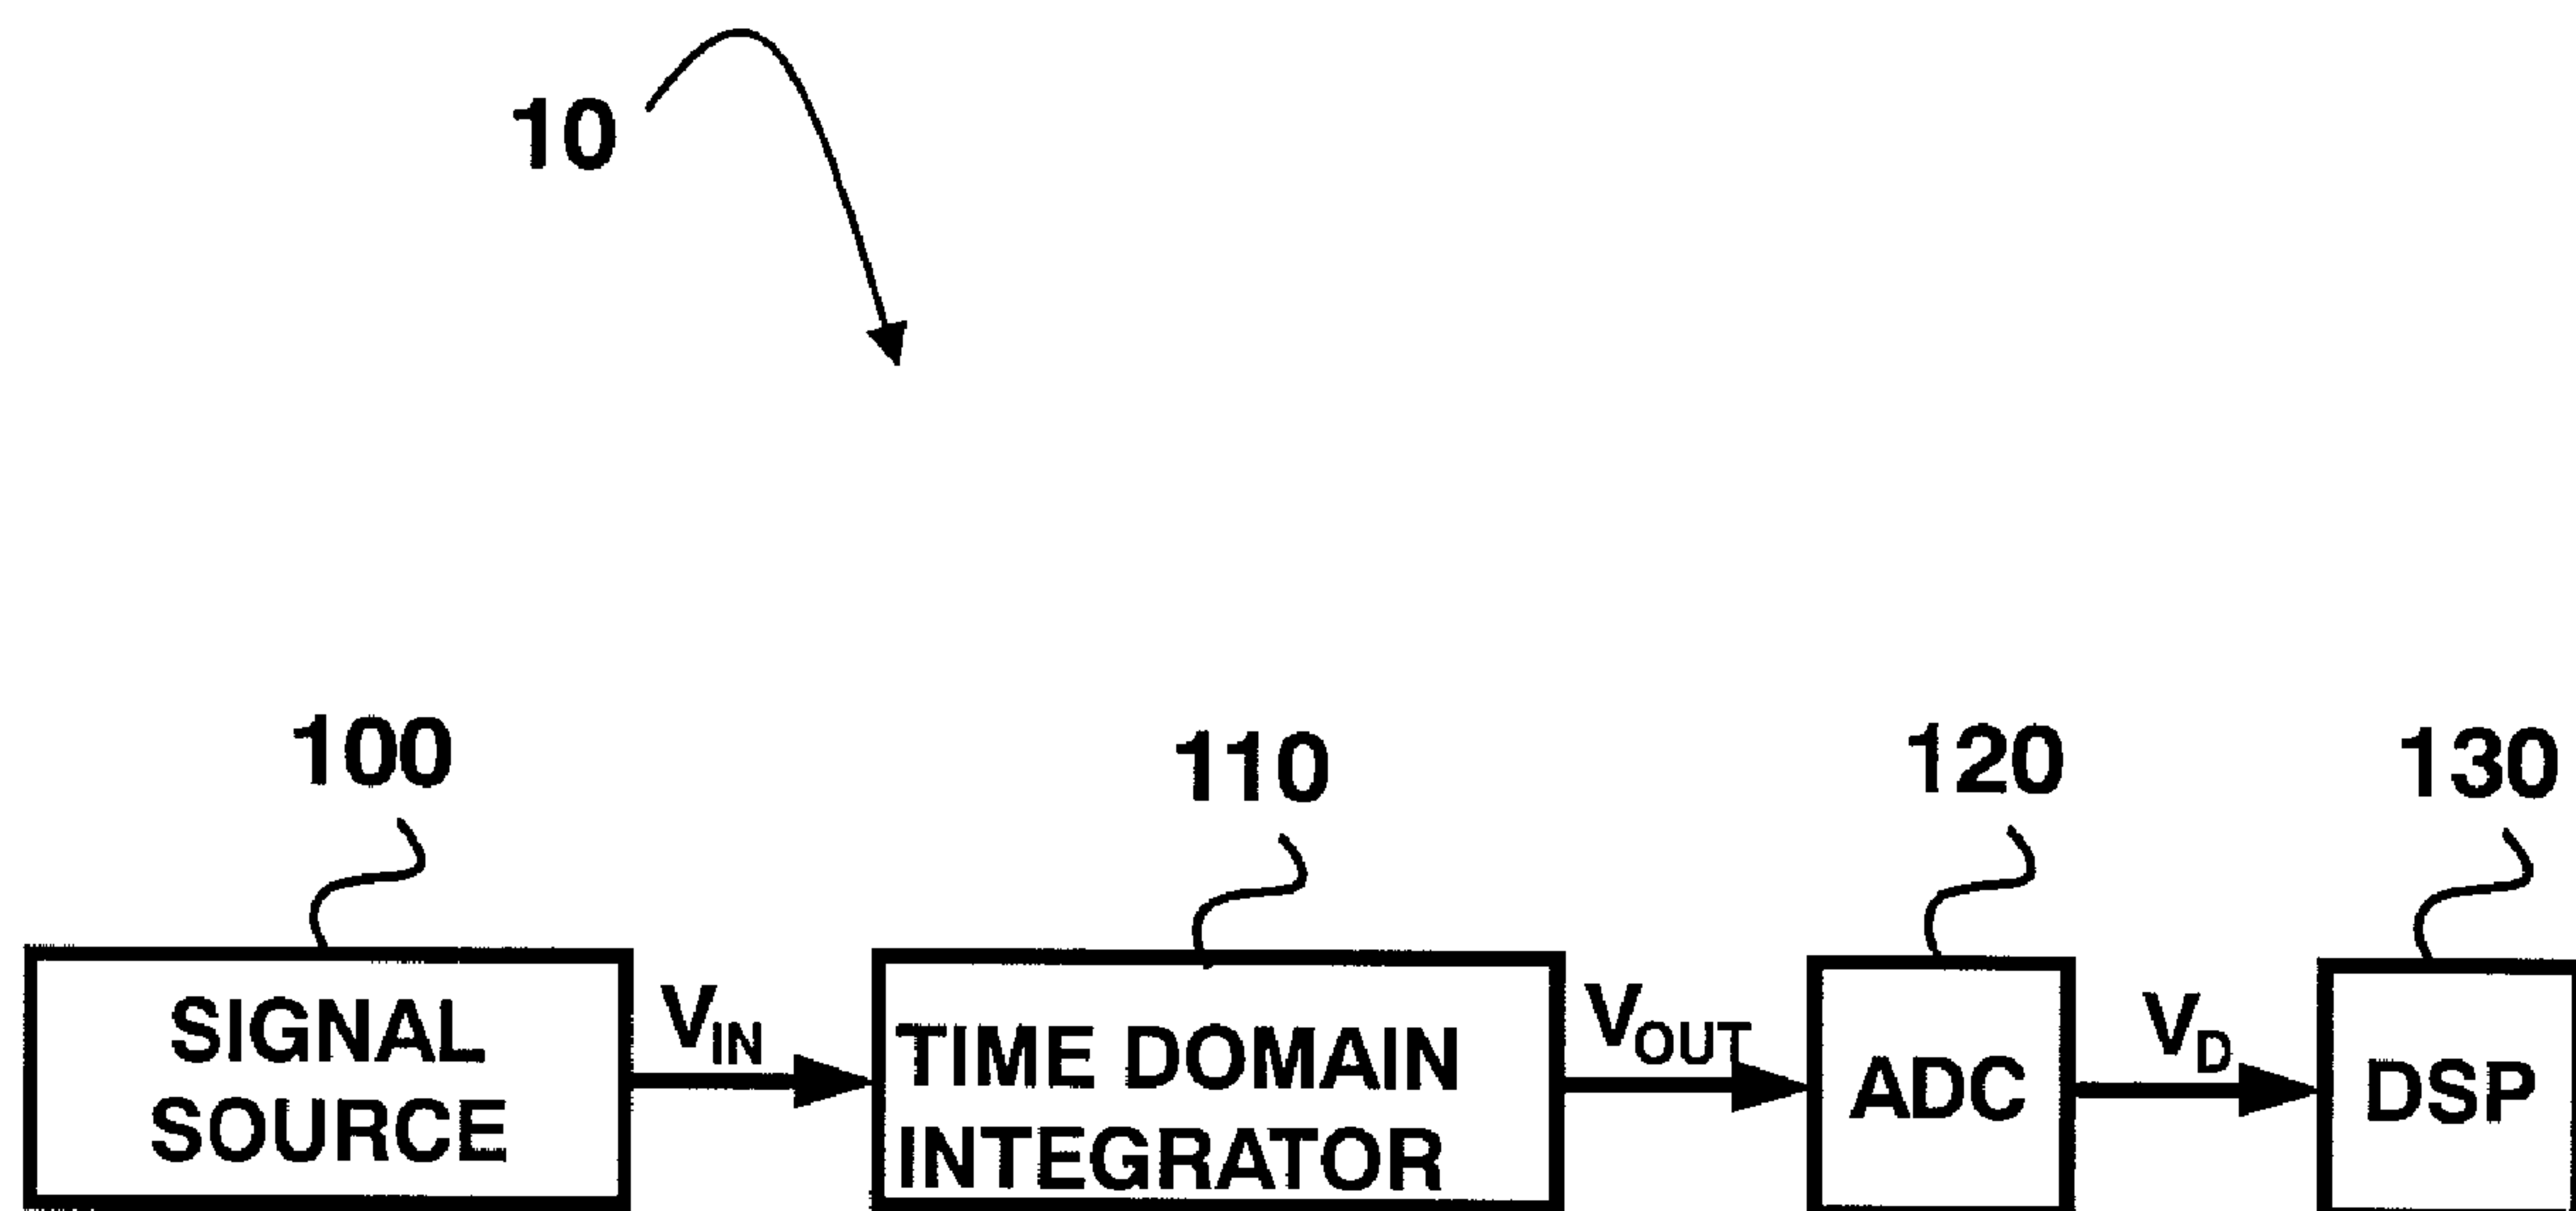 10
100
110
120
130
SIGNAL
SOURCE
VIN
TIME DOMAIN
INTEGRATOR
VOUT
ADC
VD
DSP